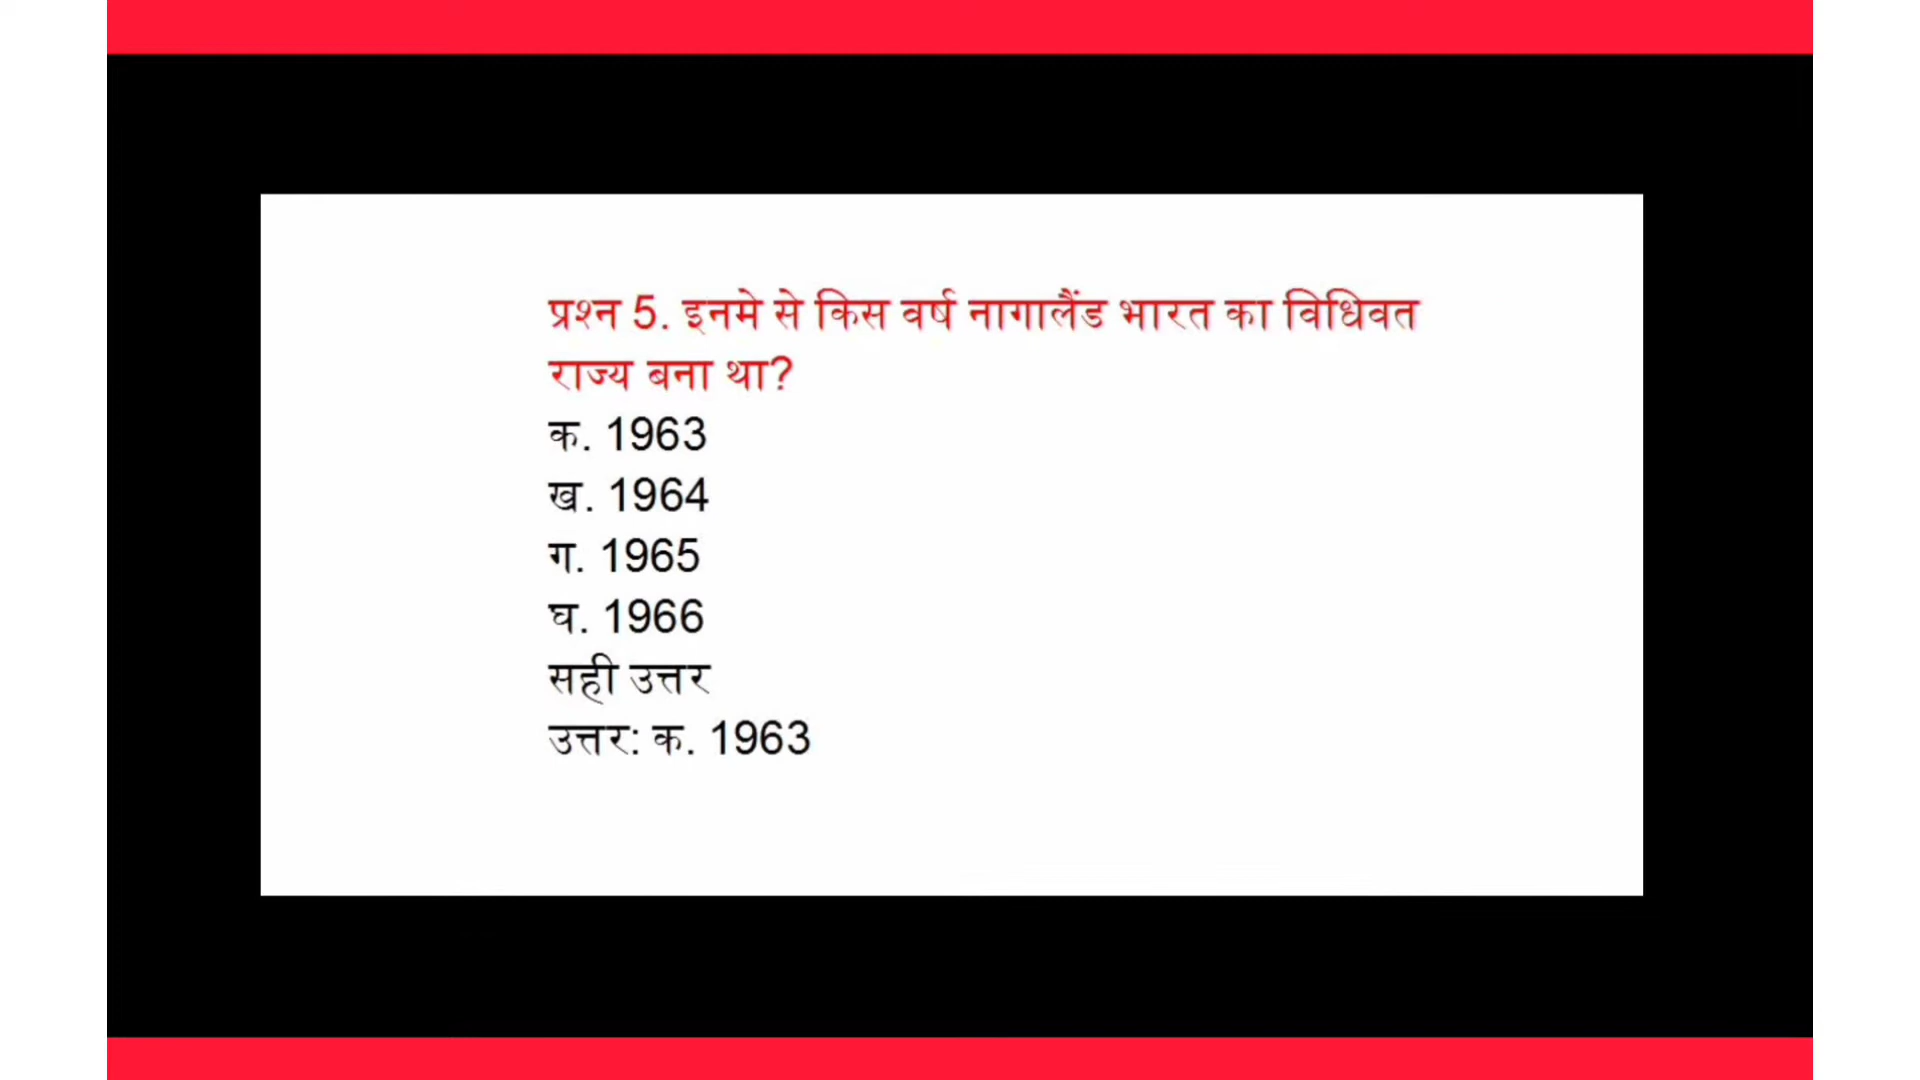 प्रश्न 5. इनमे से किस वर्ष नागालैंड भारत का विधिवत
राज्य बना था?
क. 1963
ख. 1964
ग. 1965
घ. 1966
सही उत्तर
उत्तर: क. 1963